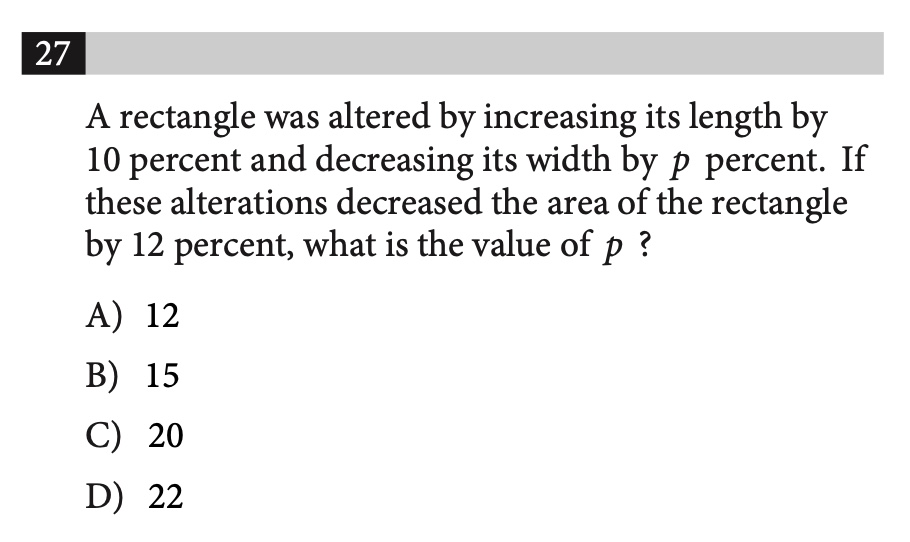 27
A rectangle was altered by increasing its length by
10 percent and decreasing its width by p percent. If
these alterations decreased the area of the rectangle
by 12 percent, what is the value of p ?
A) 12
B) 15
C) 20
D) 22